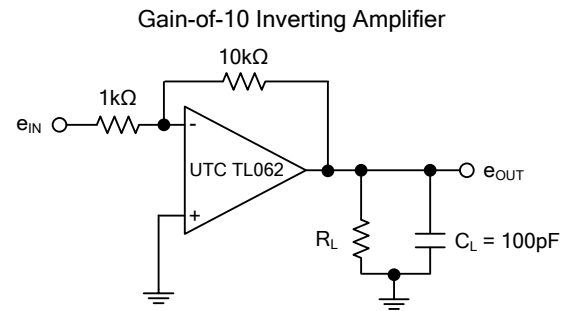 Gain-of-10 Inverting Amplifier
10kΩ
1kΩ
eIN
-
UTC TL062
eOUT
+
RL
CL = 100pF